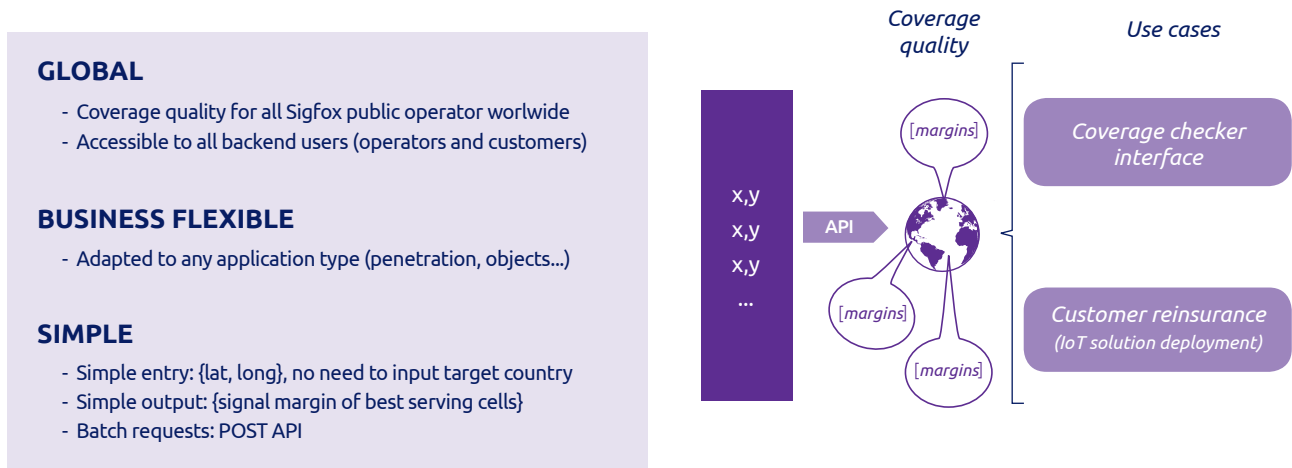 GLOBAL
- Coverage quality for all Sigfox public operator worlwide
- Accessible to all backend users (operators and customers)
BUSINESS FLEXIBLE
- Adapted to any application type (penetration, objects...)
SIMPLE
- Simple entry: {lat, long}, no need to input target country
- Simple output: {signal margin of best serving cells}
- Batch requests: POST API
x,y
x,y
x,y
...
API
Coverage
quality
[margins]
[margins]
[margins]
Use cases
Coverage checker
interface
Customer reinsurance
(IoT solution deployment)